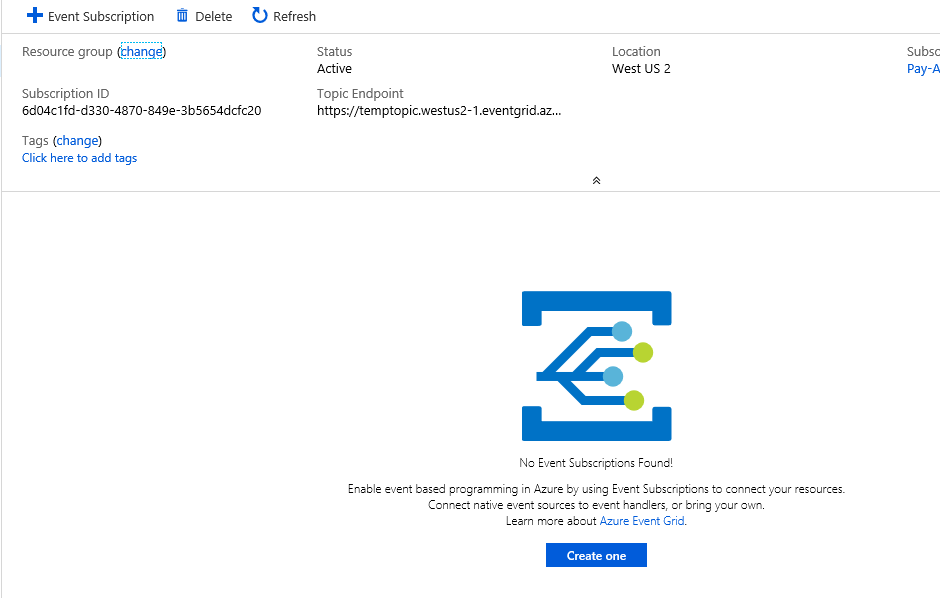 Event Subscription Delete Refresh
Resource group (change) Status Location Subsc
Active West US 2 Pay-A
Subscription ID Topic Endpoint
6d04c1fd-d330-4870-849e-3b5654dcfc20 https://temptopic.westus2-1.eventgrid.az...
Tags (change)
Click here to add tags
No Event Subscriptions Found!
Enable event based programming in Azure by using Event Subscriptions to connect your resources.
Connect native event sources to event handlers, or bring your own.
Learn more about Azure Event Grid.
Create one